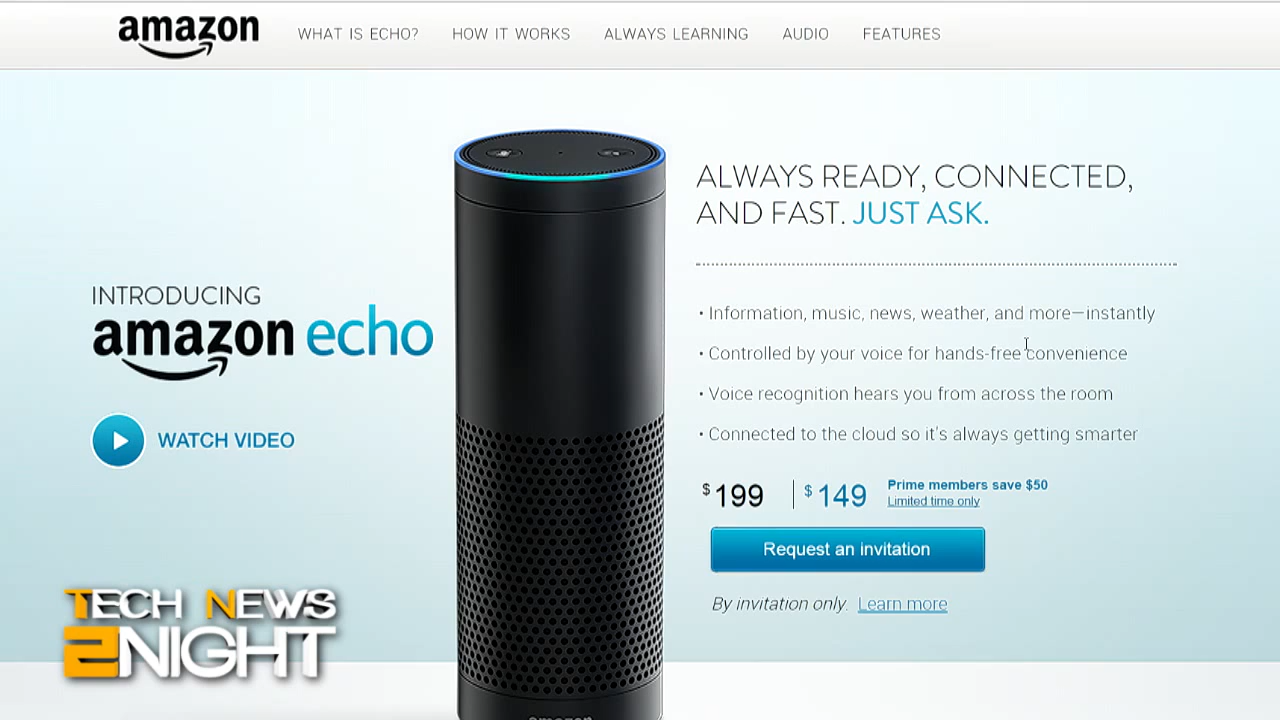 amazon
WHAT IS ECHO?
HOW IT WORKS
ALWAYS LEARNING
AUDIO
FEATURES
ALWAYS READY, CONNECTED,
AND FAST. JUST ASK.
INTRODUCING
amazon echo
WATCH VIDEO
• Information, music, news, weather, and more—instantly
• Controlled by your voice for hands-free convenience
• Voice recognition hears you from across the room
• Connected to the cloud so it's always getting smarter
$199 | $149
Prime members save $50
Limited time only
Request an invitation
By invitation only. Learn more
TECH NEWS
2NIGHT
amazon